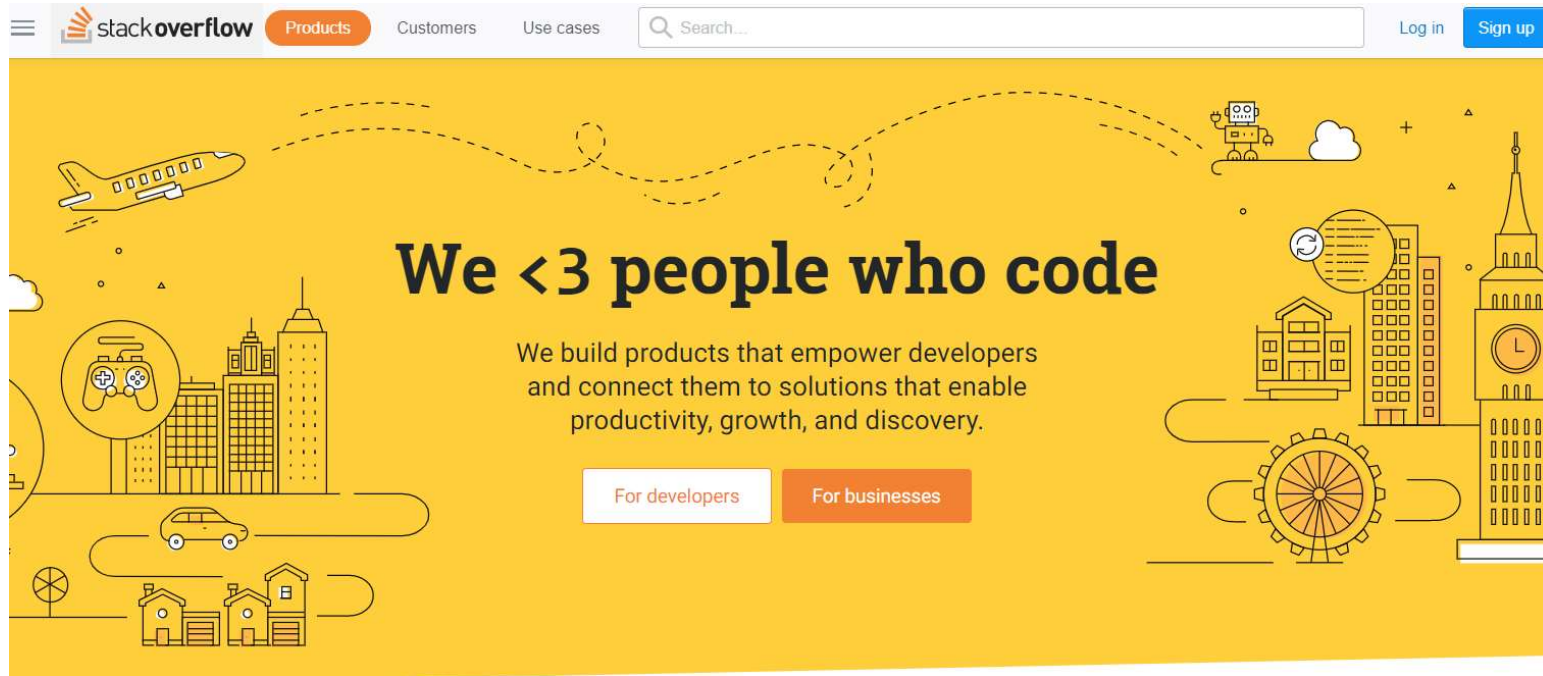 stackoverflow
Products
Customers
Use cases
Search...
Log in
Sign up
We <3 people who code
We build products that empower developers
and connect them to solutions that enable
productivity, growth, and discovery.
For developers
For businesses